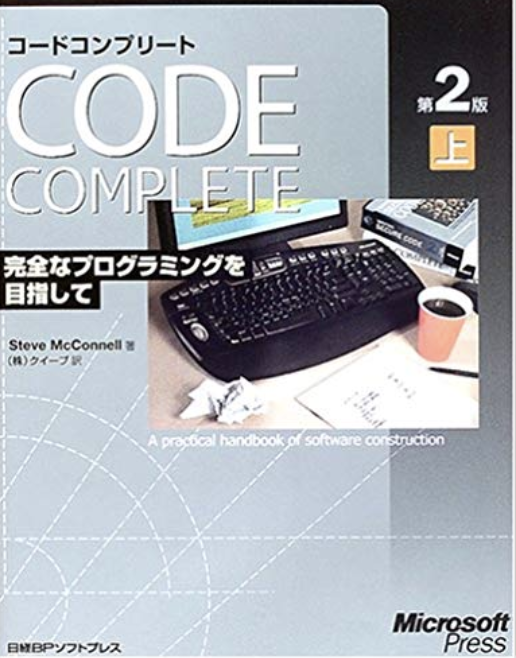 コードコンプリート
CODE
COMPLETE
第2版
上
完全なプログラミングを
目指して
Steve McConnell 著
(株)クイープ 訳
SECURE CODE
A practical handbook of software construction
日経BPソフトプレス
Microsoft
Press